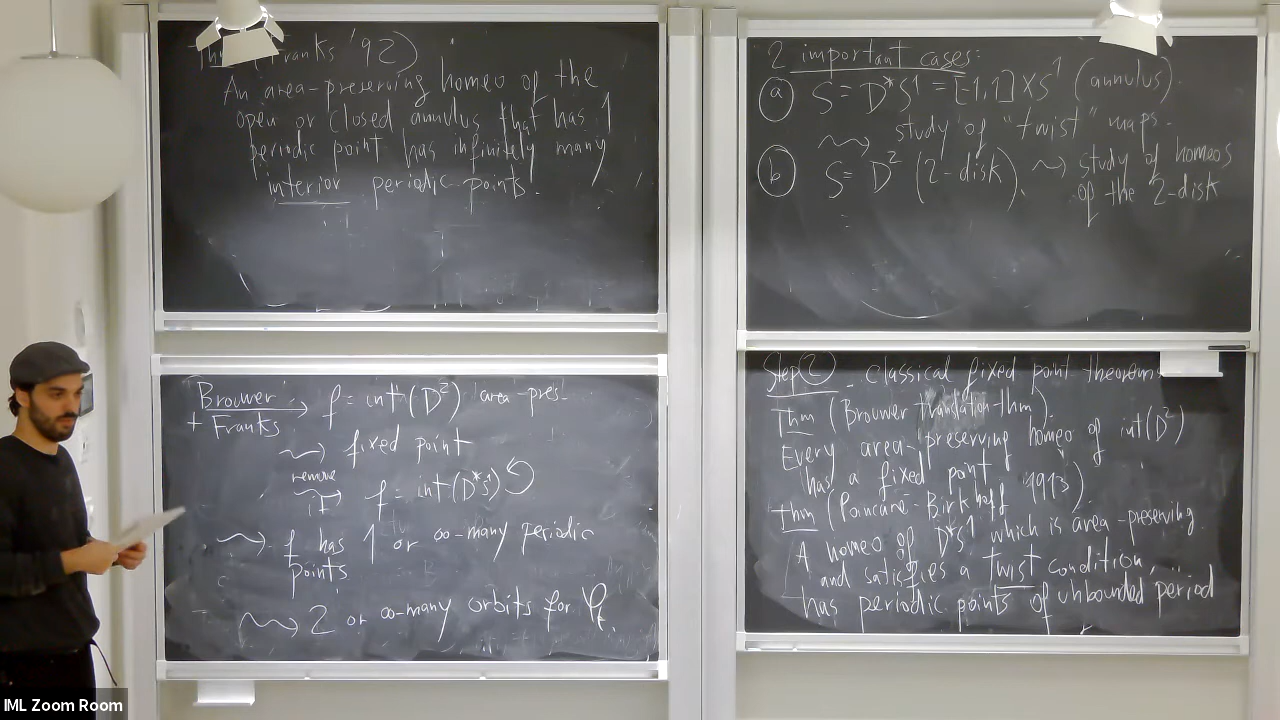 Thm (Franks '92)
An area-preserving homeo of the
open or closed annulus that has 1
periodic point has infinitely many
interior periodic points.
2 important cases:
(a) S = D*S¹ = [-1,1] × S¹ (annulus).
⇝ study of "twist" maps.
(b) S = D² (2-disk) ⇝ study of homeos
of the 2-disk
Brouwer
+ Franks → f = int(D²) area pres.
⇝ fixed point
remove
f = int(D*S¹) ↺
⇝ f has 1 or ∞-many periodic
points
⇝ 2 or ∞-many orbits for φₜ.
Step 2 - classical fixed point theorems
Thm (Brouwer translation thm).
Every area-preserving homeo of int(D²)
has a fixed point
Thm (Poincaré-Birkhoff 1913)
A homeo of D*S¹ which is area-preserving
and satisfies a twist condition,
has periodic points of unbounded period
IML Zoom Room